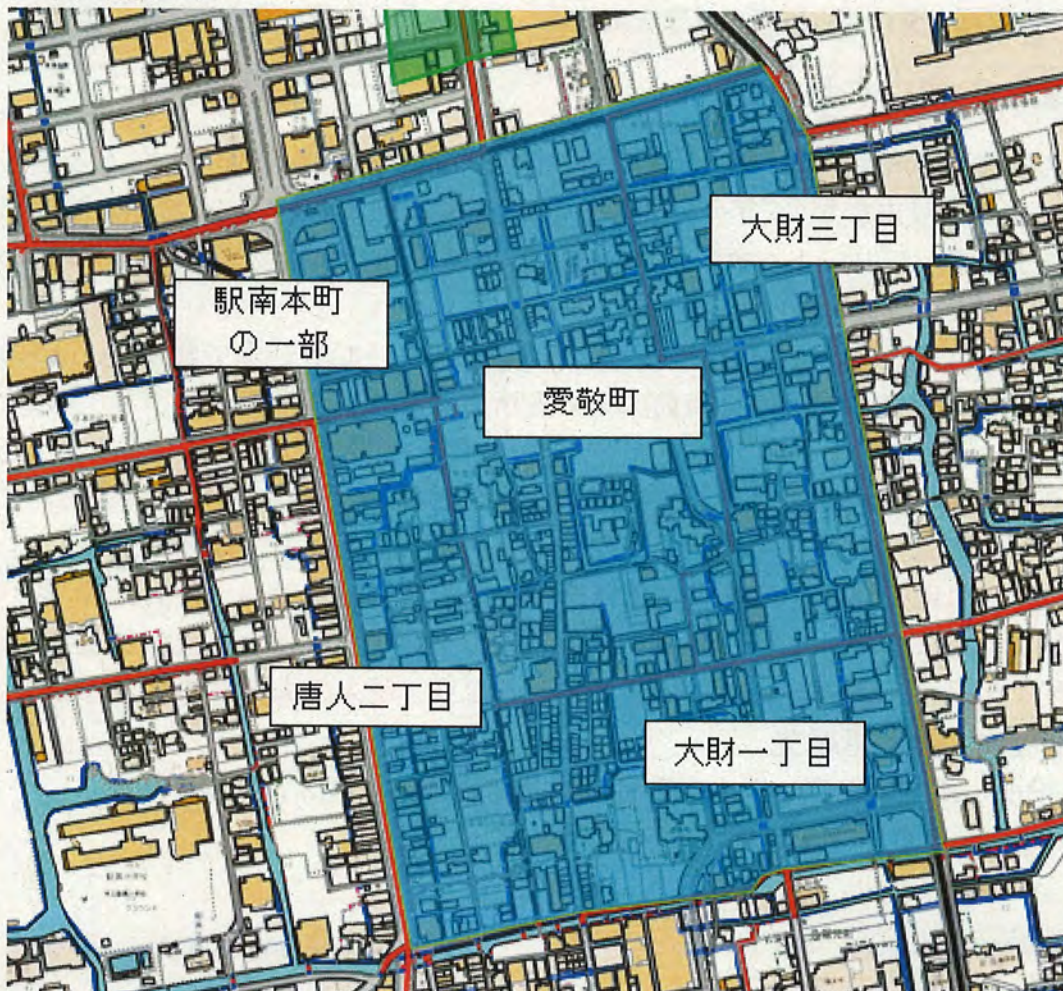 大財三丁目
駅南本町
の一部
愛敬町
唐人二丁目
大財一丁目